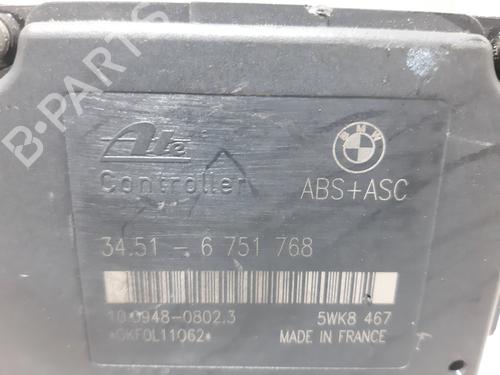 B-PARTS
Ate
BMW
Controller
ABS+ASC
34.51 - 6 751 768
10.0948-0802.3
5WK8 467
*GKF0L11062*
MADE IN FRANCE